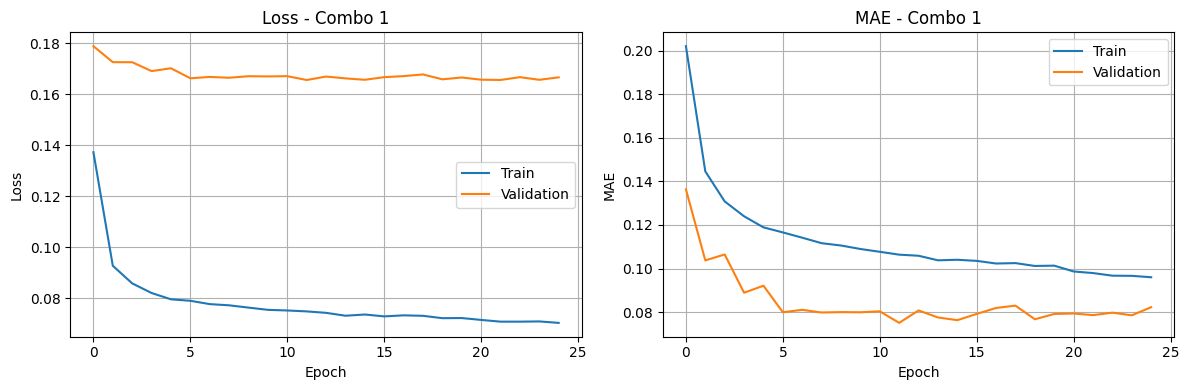 Loss - Combo 1
0.18
0.16
0.14
0.12
0.10
0.08
Loss
Train
Validation
0 5 10 15 20 25
Epoch
MAE - Combo 1
0.20
0.18
0.16
0.14
0.12
0.10
0.08
MAE
Train
Validation
0 5 10 15 20 25
Epoch